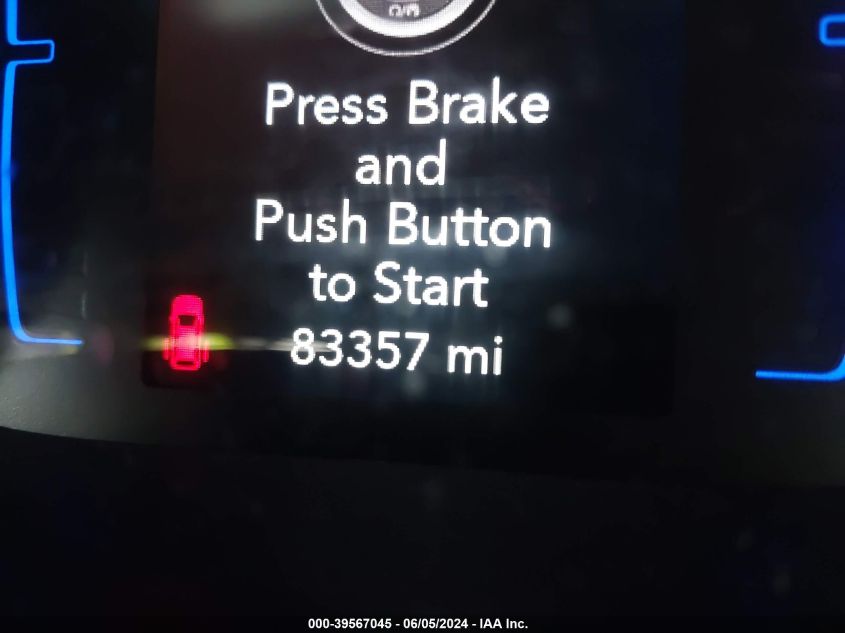 Press Brake
and
Push Button
to Start
83357 mi
000-39567045 - 06/05/2024 - IAA Inc.